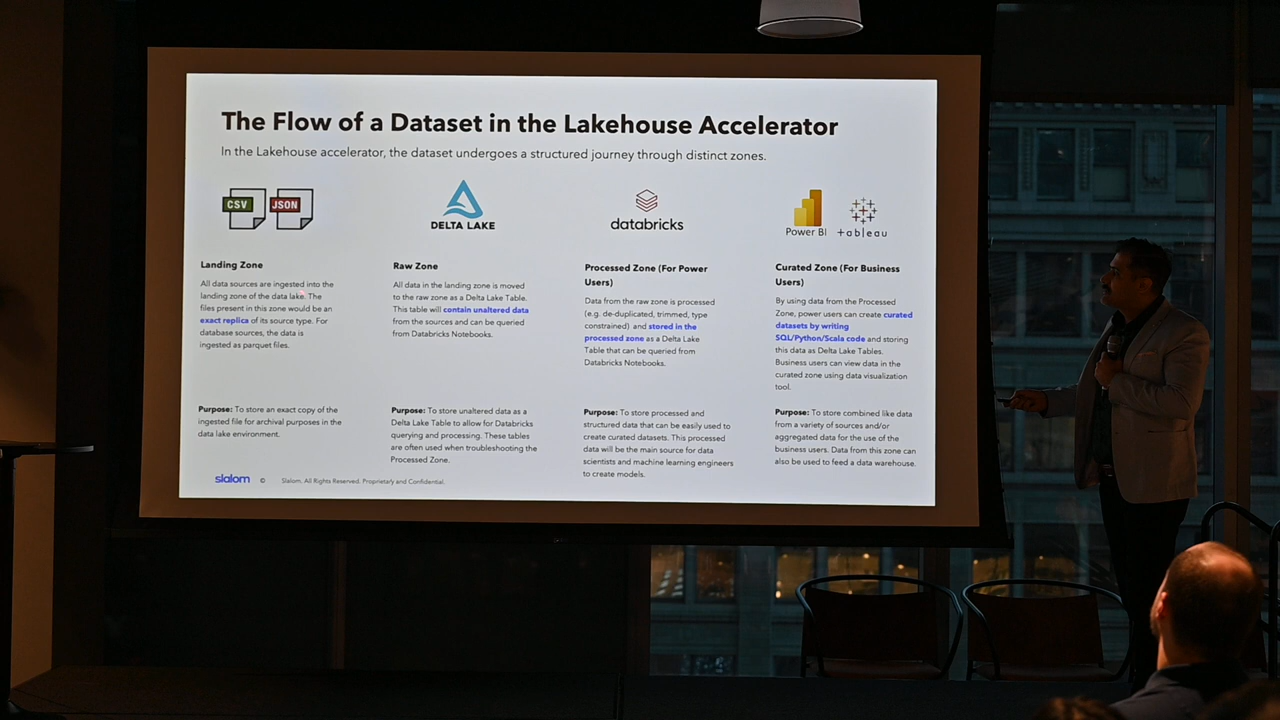 The Flow of a Dataset in the Lakehouse Accelerator
In the Lakehouse accelerator, the dataset undergoes a structured journey through distinct zones.
CSV
JSON
DELTA LAKE
databricks
Power BI
+ableau
Landing Zone
All data sources are ingested into the
landing zone of the data lake. The
files present in this zone would be an
exact replica of its source type. For
database sources, the data is
ingested as parquet files.
Purpose: To store an exact copy of the
ingested file for archival purposes in the
data lake environment.
Raw Zone
All data in the landing zone is moved
to the raw zone as a Delta Lake Table.
This table will contain unaltered data
from the sources and can be queried
from Databricks Notebooks.
Purpose: To store unaltered data as a
Delta Lake Table to allow for Databricks
querying and processing. These tables
are often used when troubleshooting the
Processed Zone.
Processed Zone (For Power
Users)
Data from the raw zone is processed
(e.g. de-duplicated, trimmed, type
constrained) and stored in the
processed zone as a Delta Lake
Table that can be queried from
Databricks Notebooks.
Purpose: To store processed and
structured data that can be easily used to
create curated datasets. This processed
data will be the main source for data
scientists and machine learning engineers
to create models.
Curated Zone (For Business
Users)
By using data from the Processed
Zone, power users can create curated
datasets by writing
SQL/Python/Scala code and storing
this data as Delta Lake Tables.
Business users can view data in the
curated zone using data visualization
tool.
Purpose: To store combined like data
from a variety of sources and/or
aggregated data for the use of the
business users. Data from this zone can
also be used to feed a data warehouse.
slalom © Slalom. All Rights Reserved. Proprietary and Confidential.